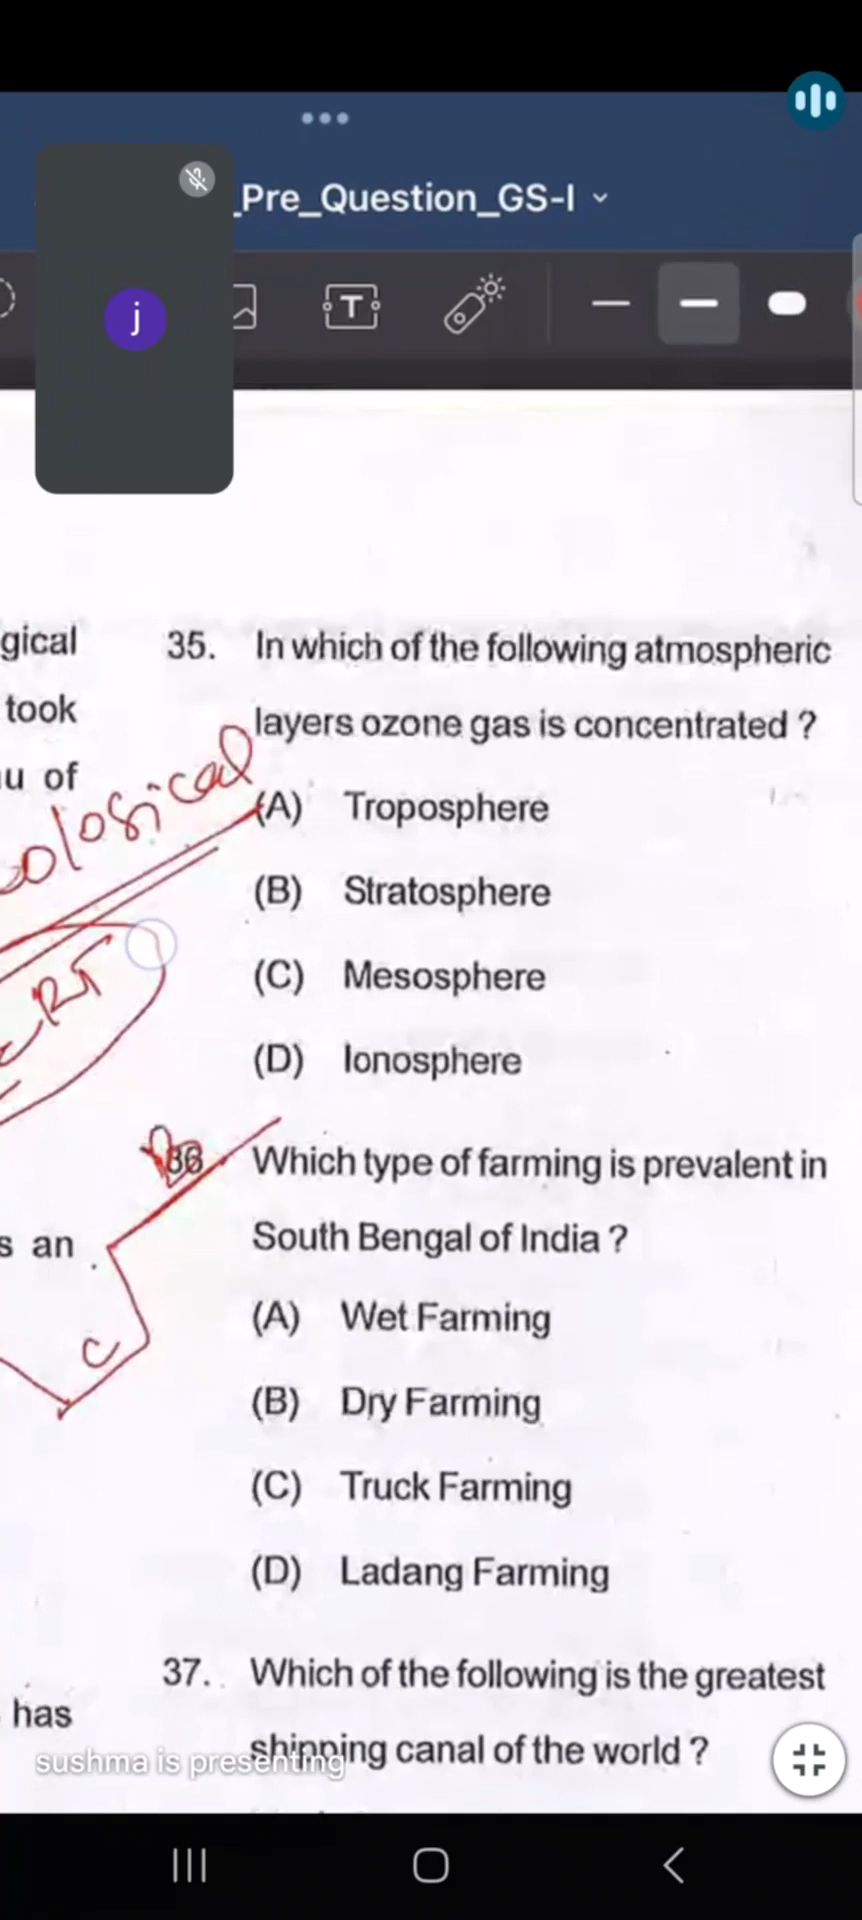 _Pre_Question_GS-I
T
j
gical
took
u of
35. In which of the following atmospheric
layers ozone gas is concentrated ?
(A) Troposphere
(B) Stratosphere
(C) Mesosphere
(D) Ionosphere
s an
C
36 Which type of farming is prevalent in
South Bengal of India ?
(A) Wet Farming
(B) Dry Farming
(C) Truck Farming
(D) Ladang Farming
has
37. Which of the following is the greatest
shipping canal of the world ?
sushma is presenting